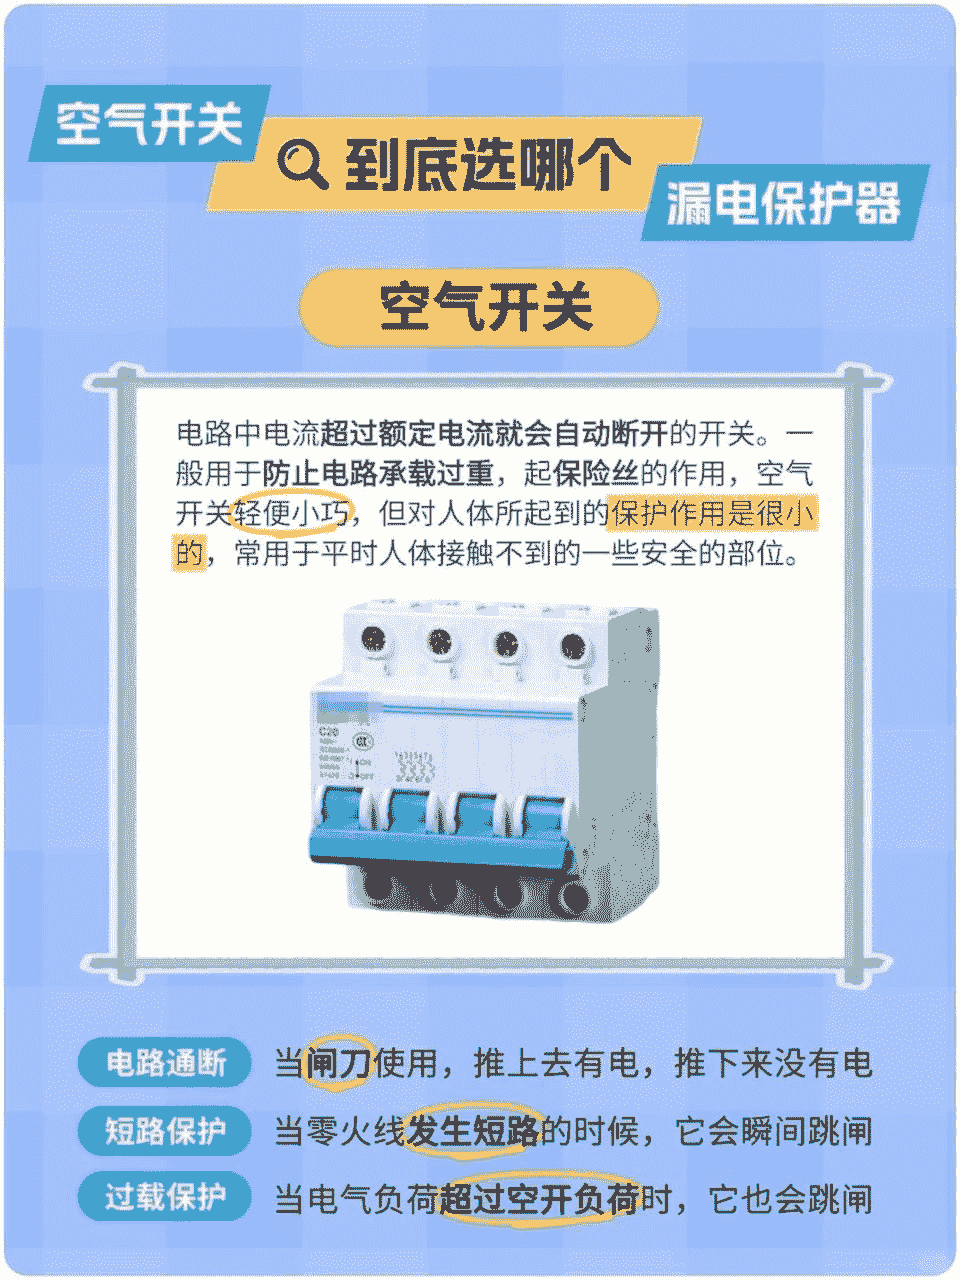 空气开关
到底选哪个
漏电保护器
空气开关
电路中电流超过额定电流就会自动断开的开关。一
般用于防止电路承载过重，起保险丝的作用，空气
开关轻便小巧，但对人体所起到的保护作用是很小
的，常用于平时人体接触不到的一些安全的部位。
C20
电路通断 当闸刀使用，推上去有电，推下来没有电
短路保护 当零火线发生短路的时候，它会瞬间跳闸
过载保护 当电气负荷超过空开负荷时，它也会跳闸